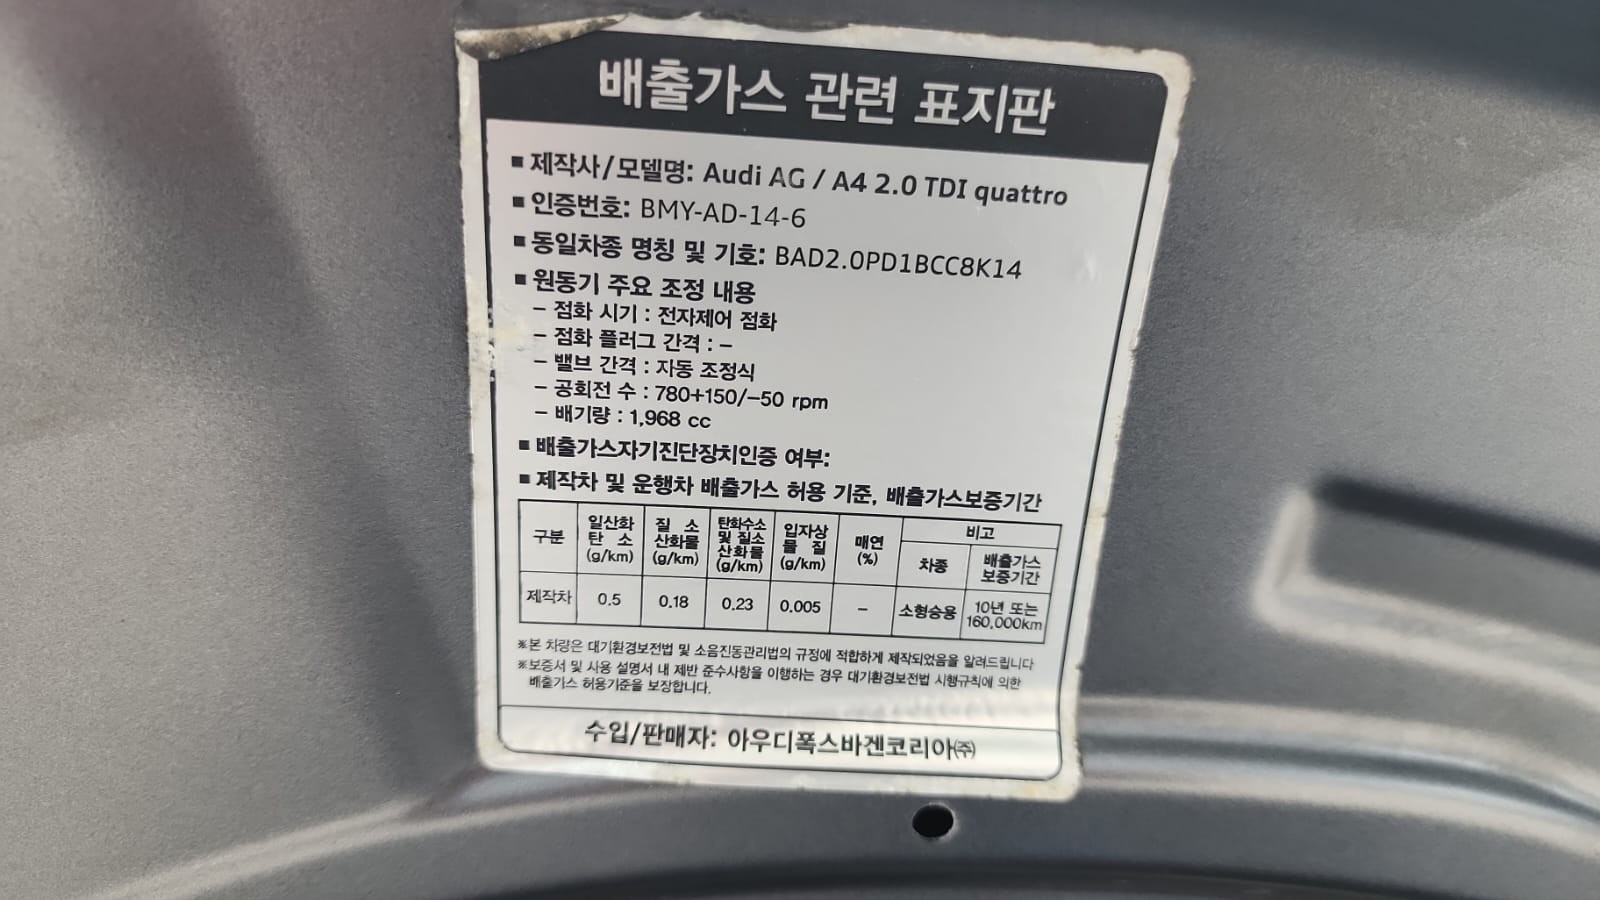 배출가스 관련 표지판
■ 제작사/모델명: Audi AG / A4 2.0 TDI quattro
■ 인증번호: BMY-AD-14-6
■ 동일차종 명칭 및 기호: BAD2.0PD1BCC8K14
■ 원동기 주요 조정 내용
– 점화 시기 : 전자제어 점화
– 점화 플러그 간격 : –
– 밸브 간격 : 자동 조정식
– 공회전 수 : 780+150/–50 rpm
– 배기량 : 1,968 cc
■ 배출가스자기진단장치인증 여부:
■ 제작차 및 운행차 배출가스 허용 기준, 배출가스보증기간
구분 일산화탄소 (g/km) 질소산화물 (g/km) 탄화수소 및 질소산화물 (g/km) 입자상물질 (g/km) 매연 (%) 비고
차종 배출가스 보증기간
제작차 0.5 0.18 0.23 0.005 – 소형승용 10년 또는 160,000km
※본 차량은 대기환경보전법 및 소음진동관리법의 규정에 적합하게 제작되었음을 알려드립니다
※보증서 및 사용 설명서 내 제반 준수사항을 이행하는 경우 대기환경보전법 시행규칙에 의한
배출가스 허용기준을 보장합니다.
수입/판매자: 아우디폭스바겐코리아㈜